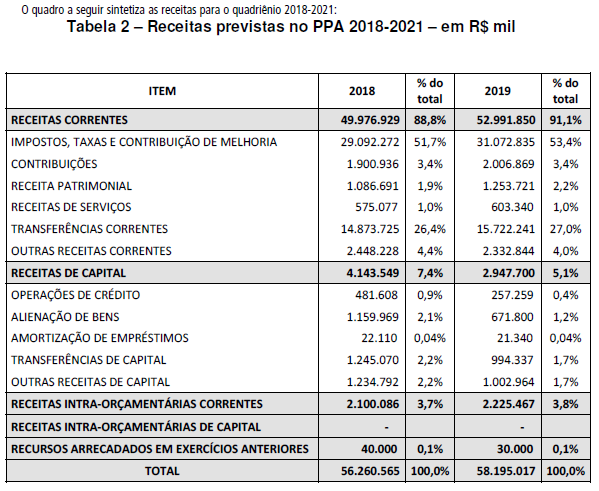 O quadro a seguir sintetiza as receitas para o quadriênio 2018-2021:
Tabela 2 – Receitas previstas no PPA 2018-2021 – em R$ mil
ITEM 2018 % do total 2019 % do total
RECEITAS CORRENTES 49.976.929 88,8% 52.991.850 91,1%
IMPOSTOS, TAXAS E CONTRIBUIÇÃO DE MELHORIA 29.092.272 51,7% 31.072.835 53,4%
CONTRIBUIÇÕES 1.900.936 3,4% 2.006.869 3,4%
RECEITA PATRIMONIAL 1.086.691 1,9% 1.253.721 2,2%
RECEITAS DE SERVIÇOS 575.077 1,0% 603.340 1,0%
TRANSFERÊNCIAS CORRENTES 14.873.725 26,4% 15.722.241 27,0%
OUTRAS RECEITAS CORRENTES 2.448.228 4,4% 2.332.844 4,0%
RECEITAS DE CAPITAL 4.143.549 7,4% 2.947.700 5,1%
OPERAÇÕES DE CRÉDITO 481.608 0,9% 257.259 0,4%
ALIENAÇÃO DE BENS 1.159.969 2,1% 671.800 1,2%
AMORTIZAÇÃO DE EMPRÉSTIMOS 22.110 0,04% 21.340 0,04%
TRANSFERÊNCIAS DE CAPITAL 1.245.070 2,2% 994.337 1,7%
OUTRAS RECEITAS DE CAPITAL 1.234.792 2,2% 1.002.964 1,7%
RECEITAS INTRA-ORÇAMENTÁRIAS CORRENTES 2.100.086 3,7% 2.225.467 3,8%
RECEITAS INTRA-ORÇAMENTÁRIAS DE CAPITAL - -
RECURSOS ARRECADADOS EM EXERCÍCIOS ANTERIORES 40.000 0,1% 30.000 0,1%
TOTAL 56.260.565 100,0% 58.195.017 100,0%